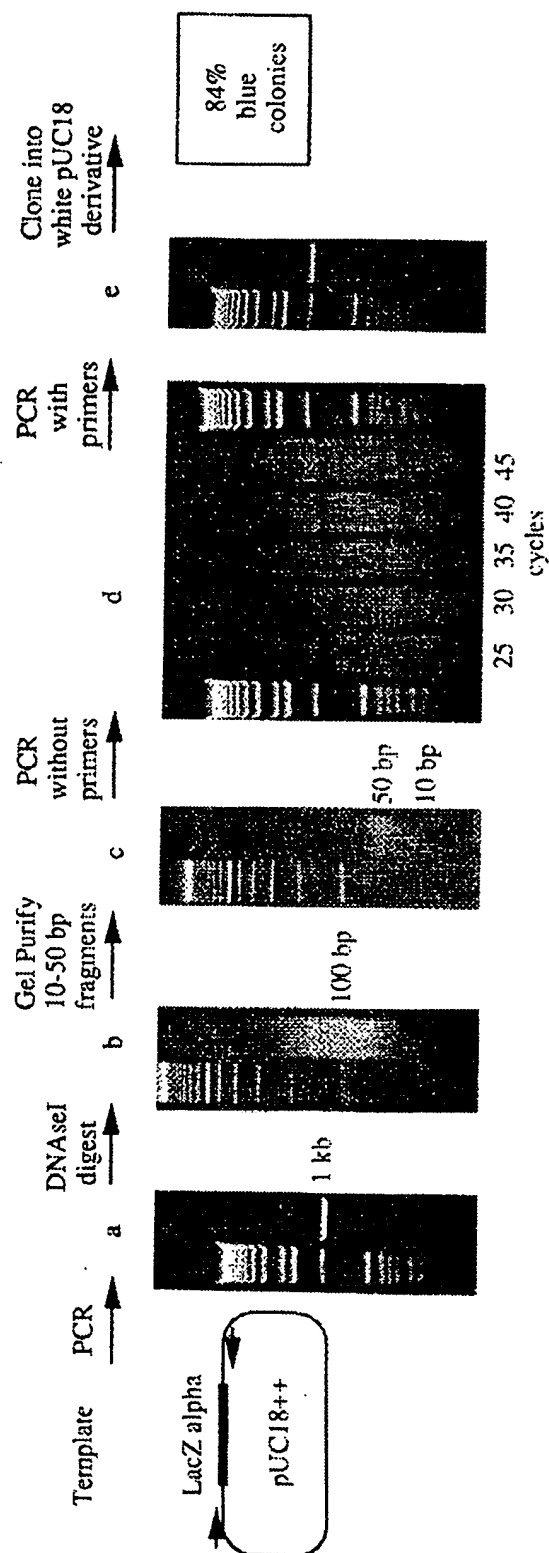 Template
PCR
DNAseI
digest
Gel Purify
10-50 bp
fragments
PCR
without
primers
PCR
with
primers
Clone into
white pUC18
derivative
a
b
c
d
e
LacZ alpha
pUC18++
1 kb
100 bp
50 bp
10 bp
25 30 35 40 45
cycles
84%
blue
colonies